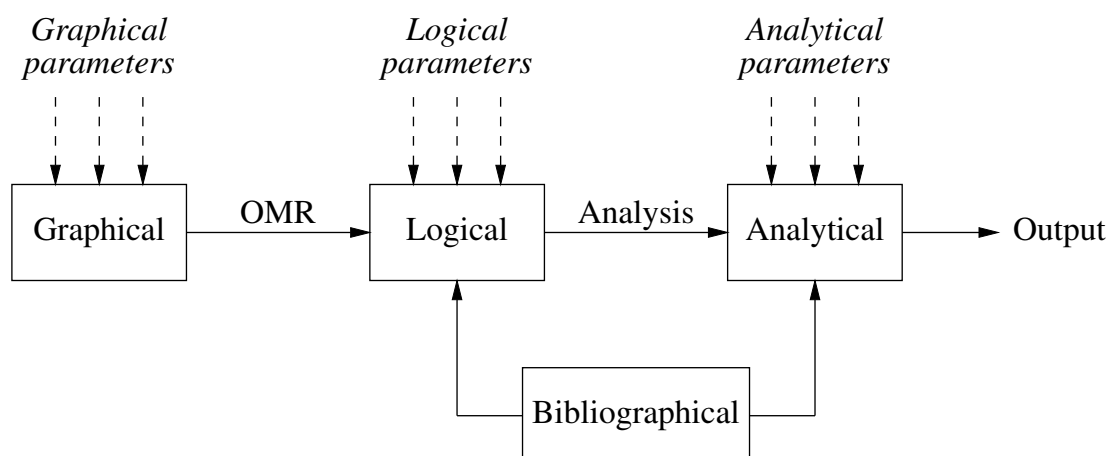 Graphical
parameters
Logical
parameters
Analytical
parameters
Graphical
OMR
Logical
Analysis
Analytical
Output
Bibliographical